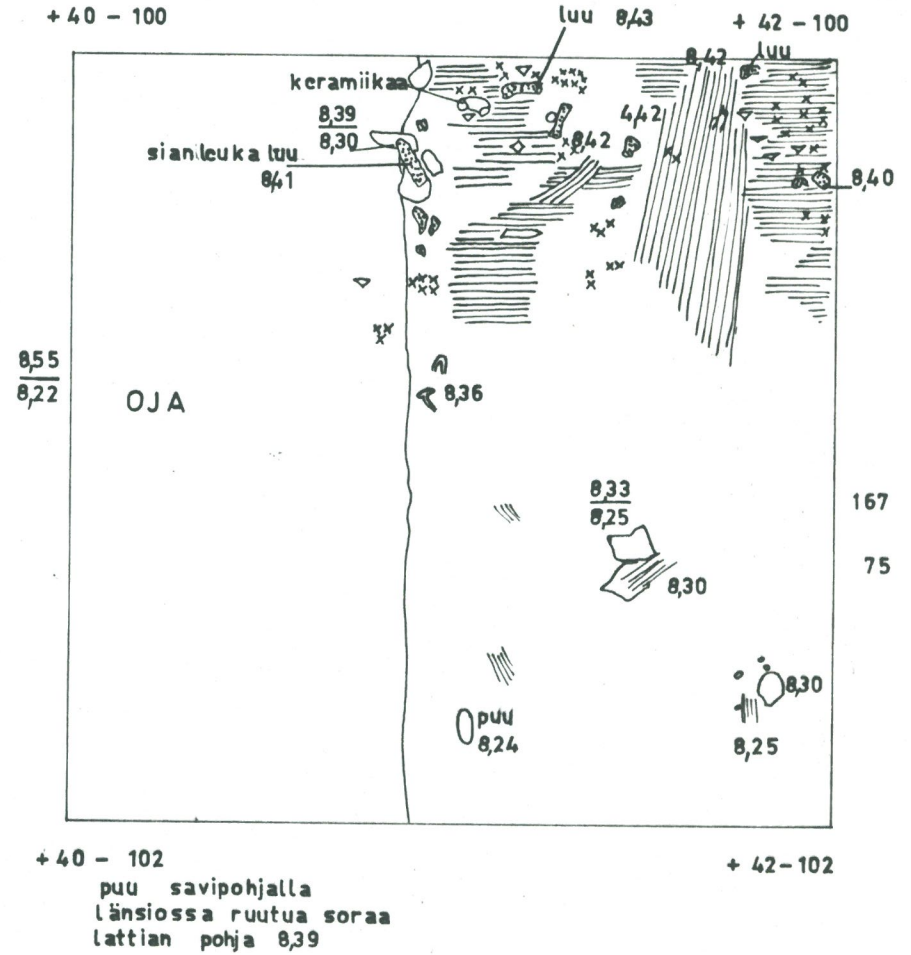 + 40 - 100
luu 8,43
+ 42 - 100
8,42
luu
keramiikaa
8,39
8,30
4,42
8,42
sianileuka luu
8,41
8,40
8,55
8,22
OJA
8,36
167
8,33
8,25
75
8,30
8,30
puu
8,24
8,25
+ 40 - 102
+ 42 - 102
puu savipohjalla
länsiossa ruutua soraa
lattian pohja 8,39